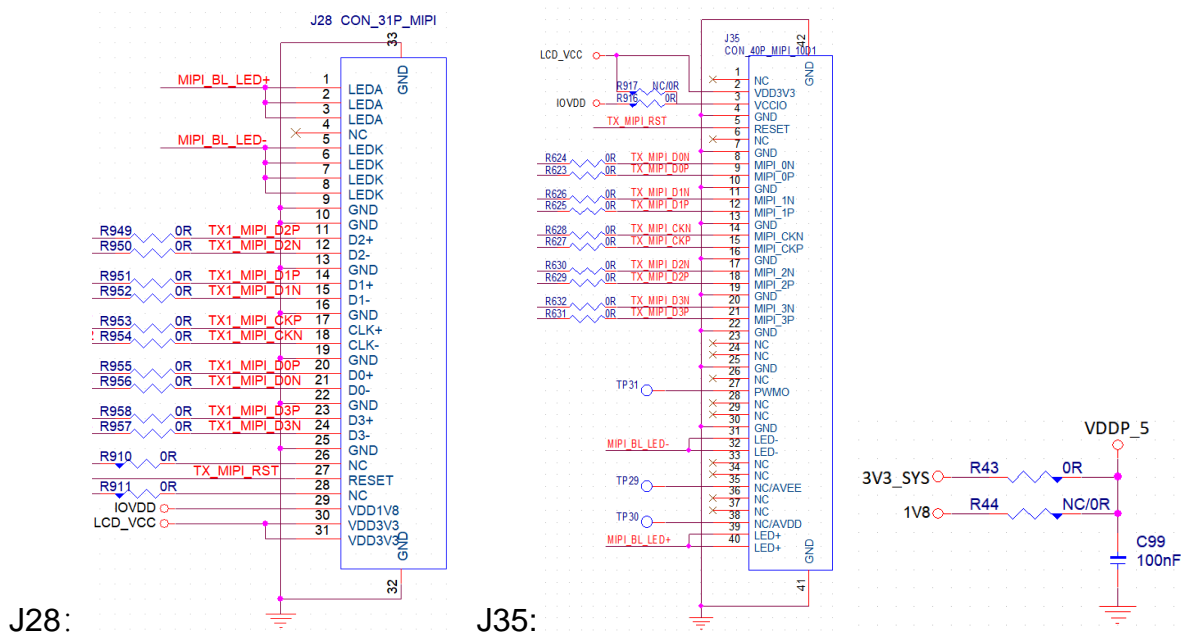 J28 CON_31P_MIPI
33
GND
MIPI_BL_LED+
1 LEDA
2 LEDA
3 LEDA
4 NC
MIPI_BL_LED-
5 LEDK
6 LEDK
7 LEDK
8 LEDK
9 GND
10 GND
R949 0R TX1_MIPI_D2P 11 D2+
R950 0R TX1_MIPI_D2N 12 D2-
13 GND
R951 0R TX1_MIPI_D1P 14 D1+
R952 0R TX1_MIPI_D1N 15 D1-
16 GND
R953 0R TX1_MIPI_CKP 17 CLK+
R954 0R TX1_MIPI_CKN 18 CLK-
19 GND
R955 0R TX1_MIPI_D0P 20 D0+
R956 0R TX1_MIPI_D0N 21 D0-
22 GND
R958 0R TX1_MIPI_D3P 23 D3+
R957 0R TX1_MIPI_D3N 24 D3-
25 GND
R910 0R 26 NC
TX_MIPI_RST 27 RESET
R911 0R 28 NC
IOVDD 29 VDD1V8
LCD_VCC 30 VDD3V3
31 VDD3V3
GND
32
J28:
J35
CON_40P_MIPI_10D1
42
GND
LCD_VCC
1 NC
R917 NC/0R 2 VDD3V3
IOVDD R916 0R 3 VCCIO
4 GND
TX_MIPI_RST 5 RESET
6 NC
7 GND
R624 0R TX_MIPI_D0N 8 MIPI_0N
R623 0R TX_MIPI_D0P 9 MIPI_0P
10 GND
R626 0R TX_MIPI_D1N 11 MIPI_1N
R625 0R TX_MIPI_D1P 12 MIPI_1P
13 GND
R628 0R TX_MIPI_CKN 14 MIPI_CKN
R627 0R TX_MIPI_CKP 15 MIPI_CKP
16 GND
R630 0R TX_MIPI_D2N 17 MIPI_2N
R629 0R TX_MIPI_D2P 18 MIPI_2P
19 GND
R632 0R TX_MIPI_D3N 20 MIPI_3N
R631 0R TX_MIPI_D3P 21 MIPI_3P
22 GND
23 NC
24 NC
25 GND
26 NC
TP31 27 PWMO
28 NC
29 NC
30 GND
31 LED-
MIPI_BL_LED- 32 LED-
33 NC
34 NC
TP29 35 NC/AVEE
36 NC
37 NC
TP30 38 NC/AVDD
39 LED+
MIPI_BL_LED+ 40 LED+
GND
41
J35:
VDDP_5
3V3_SYS R43 0R
1V8 R44 NC/0R
C99
100nF